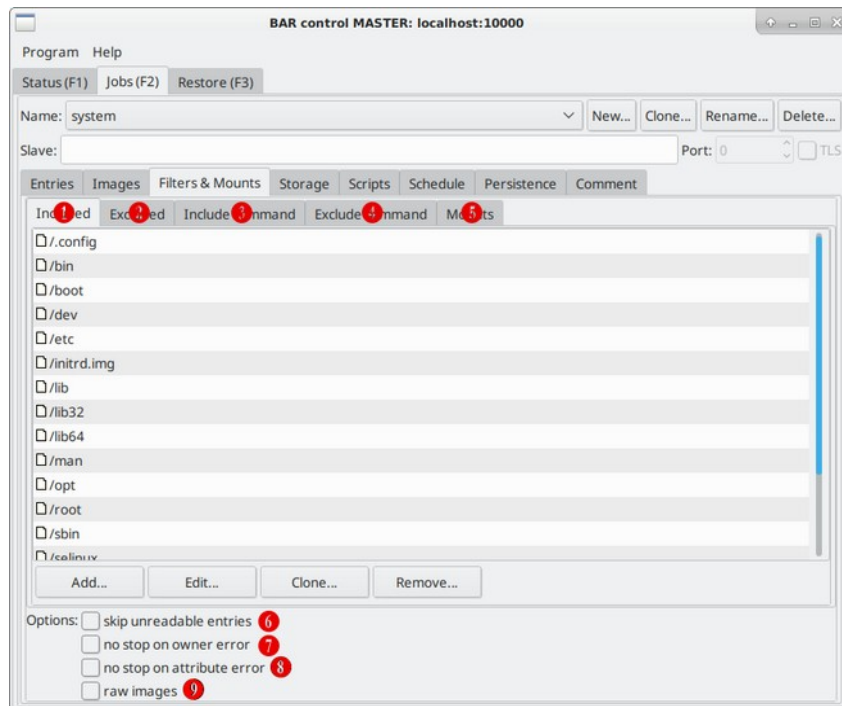 BAR control MASTER: localhost:10000
Program Help
Status (F1) Jobs (F2) Restore (F3)
Name: system New... Clone... Rename... Delete...
Slave: Port: 0 TLS
Entries Images Filters & Mounts Storage Scripts Schedule Persistence Comment
1 2 3 4 5
/.config
/bin
/boot
/dev
/etc
/initrd.img
/lib
/lib32
/lib64
/man
/opt
/root
/sbin
/selinux
Add... Edit... Clone... Remove...
Options: skip unreadable entries 6
no stop on owner error 7
no stop on attribute error 8
raw images 9